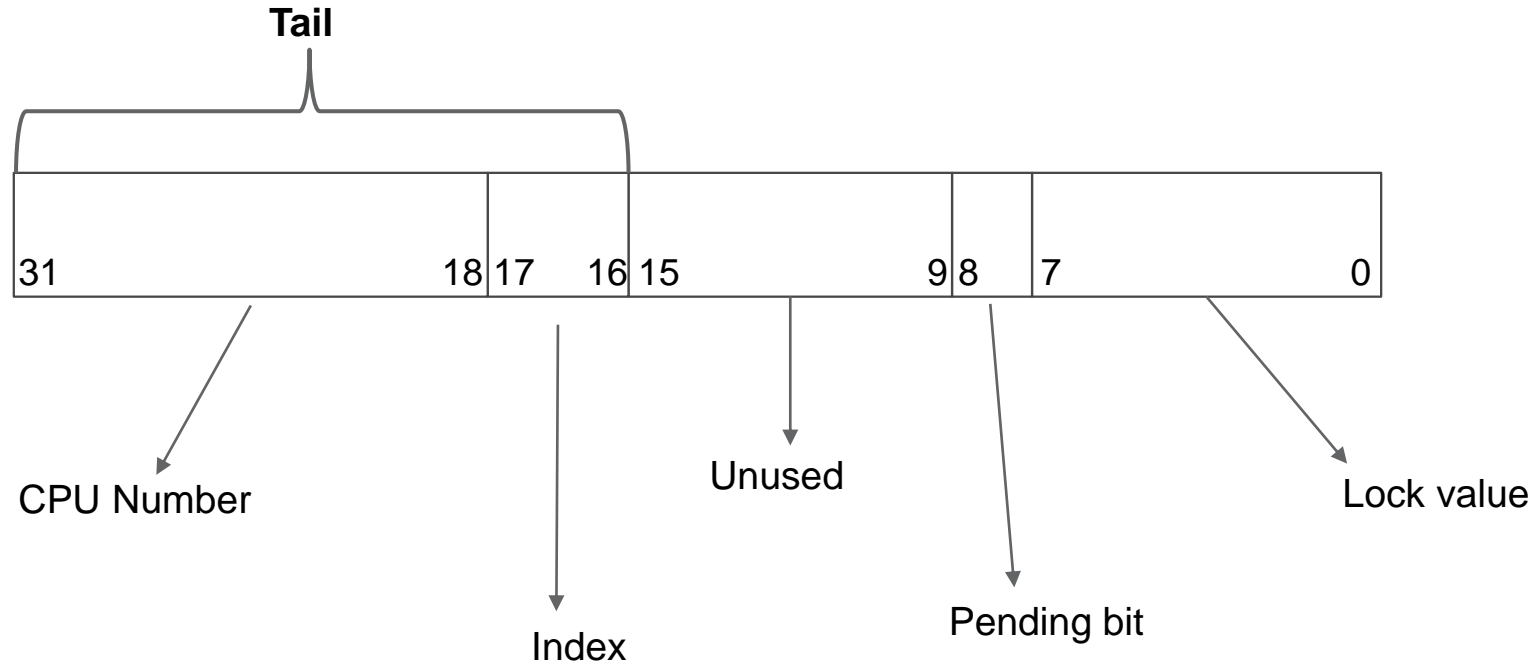 Tail
31 18 17 16 15 9 8 7 0
CPU Number
Unused
Lock value
Index
Pending bit